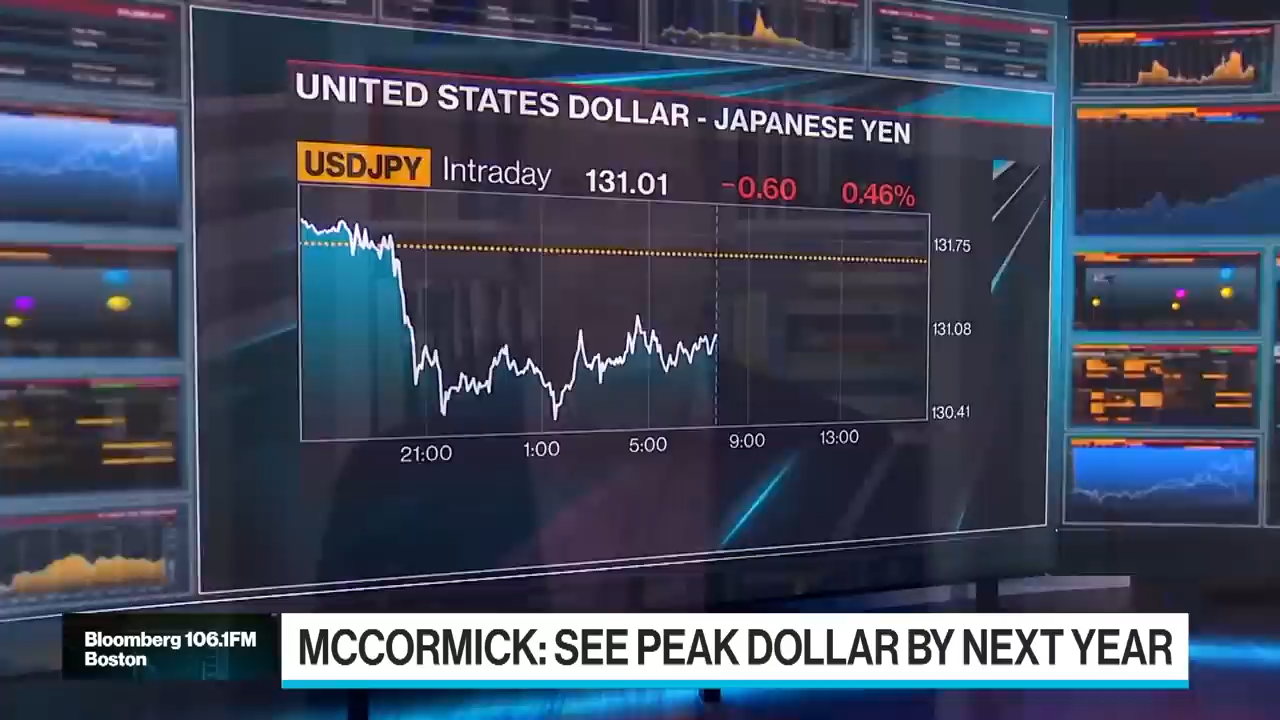 UNITED STATES DOLLAR - JAPANESE YEN
USDJPY Intraday 131.01 -0.60 0.46%
131.75
131.08
130.41
21:00 1:00 5:00 9:00 13:00
Bloomberg 106.1FM
Boston
MCCORMICK: SEE PEAK DOLLAR BY NEXT YEAR